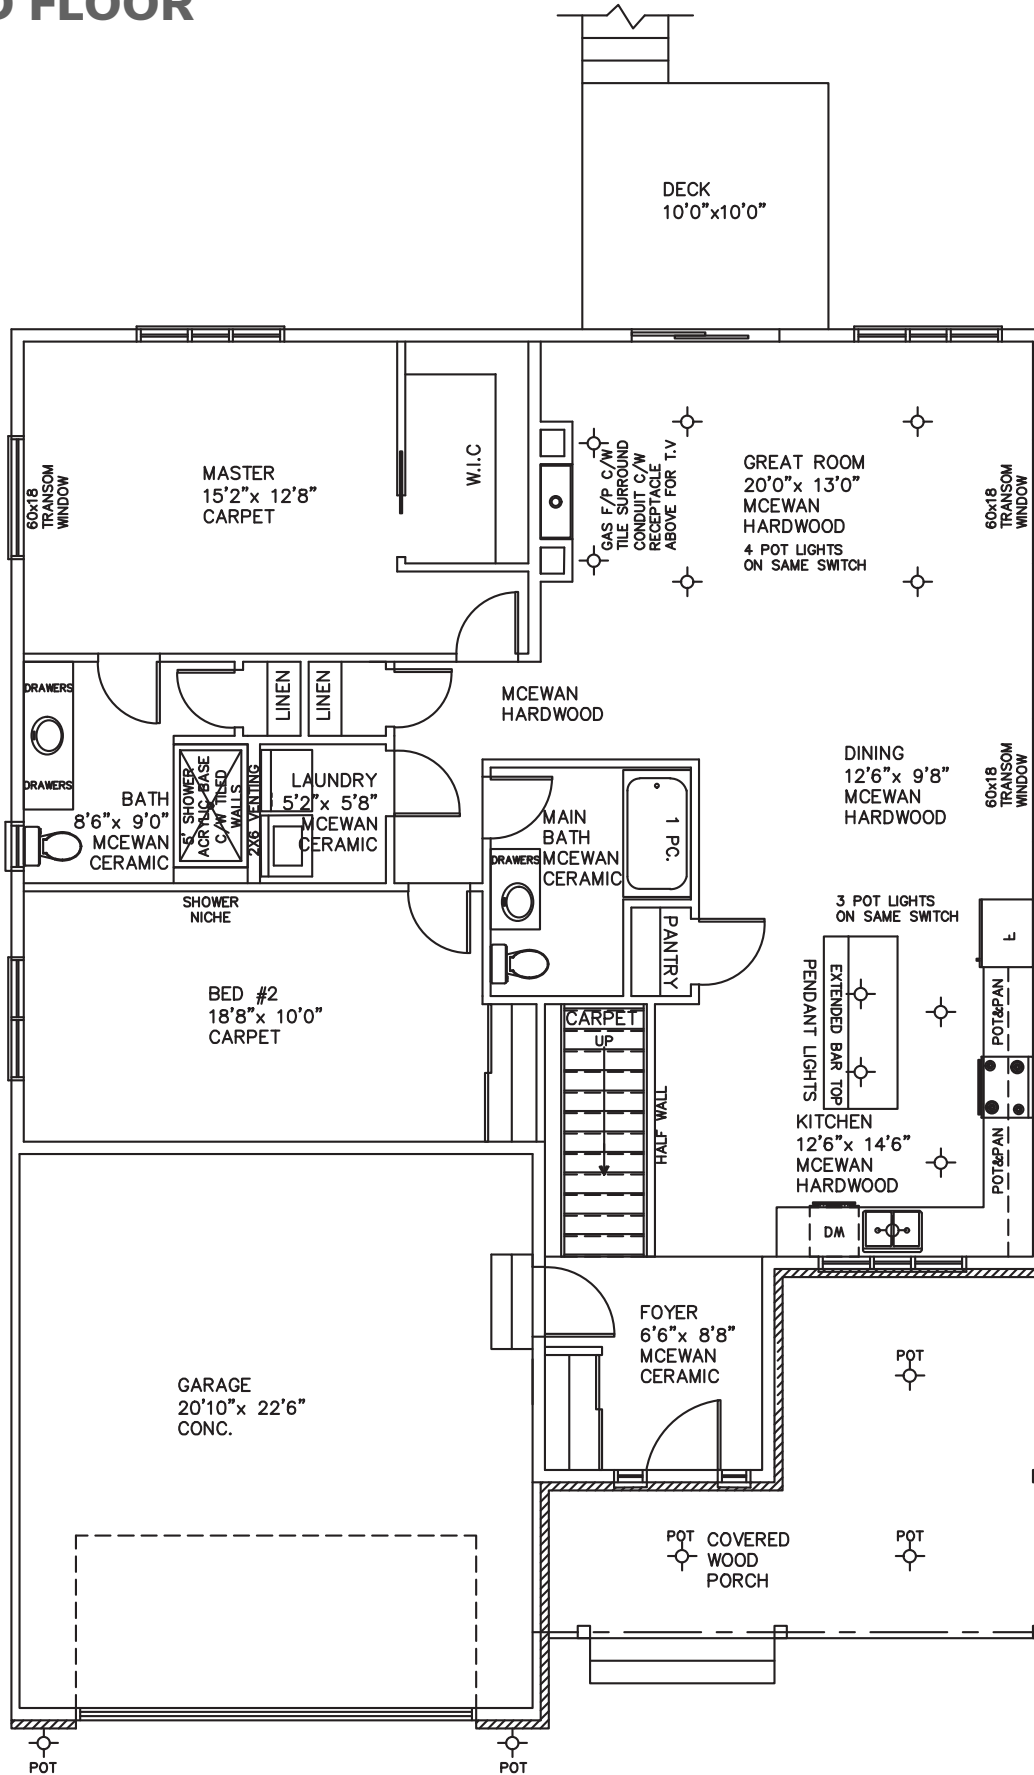 FLOOR
DECK
10'0"x10'0"
MASTER
15'2"x 12'8"
CARPET
60x18
TRANSOM
WINDOW
W.I.C
GAS F/P C/W
TILE SURROUND
CONDUIT C/W
RECEPTACLE
ABOVE FOR T.V
GREAT ROOM
20'0"x 13'0"
MCEWAN
HARDWOOD
4 POT LIGHTS
ON SAME SWITCH
60x18
TRANSOM
WINDOW
DRAWERS
DRAWERS
LINEN
LINEN
MCEWAN
HARDWOOD
BATH
8'6"x 9'0"
MCEWAN
CERAMIC
5' SHOWER
ACRYLIC BASE
C/W TILED
WALLS
2X6 VENTING
LAUNDRY
5'2"x 5'8"
MCEWAN
CERAMIC
MAIN
BATH
MCEWAN
CERAMIC
DRAWERS
1 PC.
DINING
12'6"x 9'8"
MCEWAN
HARDWOOD
60x18
TRANSOM
WINDOW
SHOWER
NICHE
PANTRY
3 POT LIGHTS
ON SAME SWITCH
F
BED #2
18'8"x 10'0"
CARPET
CARPET
UP
HALF WALL
PENDANT LIGHTS
EXTENDED BAR TOP
POT&PAN
POT&PAN
KITCHEN
12'6"x 14'6"
MCEWAN
HARDWOOD
DW
FOYER
6'6"x 8'8"
MCEWAN
CERAMIC
GARAGE
20'10"x 22'6"
CONC.
POT
POT
POT
COVERED
WOOD
PORCH
POT
POT